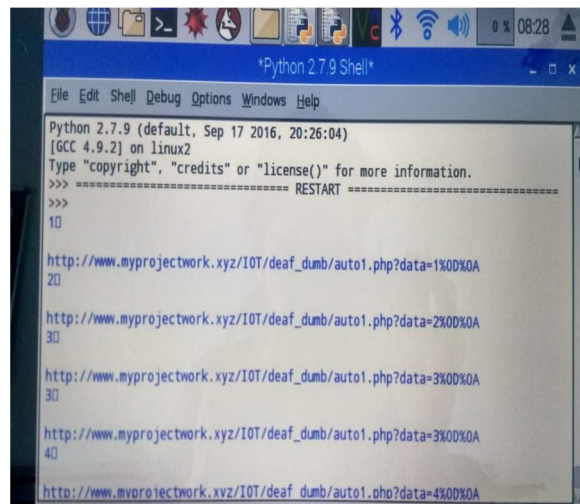 0 % 08:28
*Python 2.7.9 Shell*
File Edit Shell Debug Options Windows Help
Python 2.7.9 (default, Sep 17 2016, 20:26:04)
[GCC 4.9.2] on linux2
Type "copyright", "credits" or "license()" for more information.
>>> ================================ RESTART ================================
>>>
1▯
http://www.myprojectwork.xyz/IOT/deaf_dumb/auto1.php?data=1%0D%0A
2▯
http://www.myprojectwork.xyz/IOT/deaf_dumb/auto1.php?data=2%0D%0A
3▯
http://www.myprojectwork.xyz/IOT/deaf_dumb/auto1.php?data=3%0D%0A
3▯
http://www.myprojectwork.xyz/IOT/deaf_dumb/auto1.php?data=3%0D%0A
4▯
http://www.myprojectwork.xyz/IOT/deaf_dumb/auto1.php?data=4%0D%0A